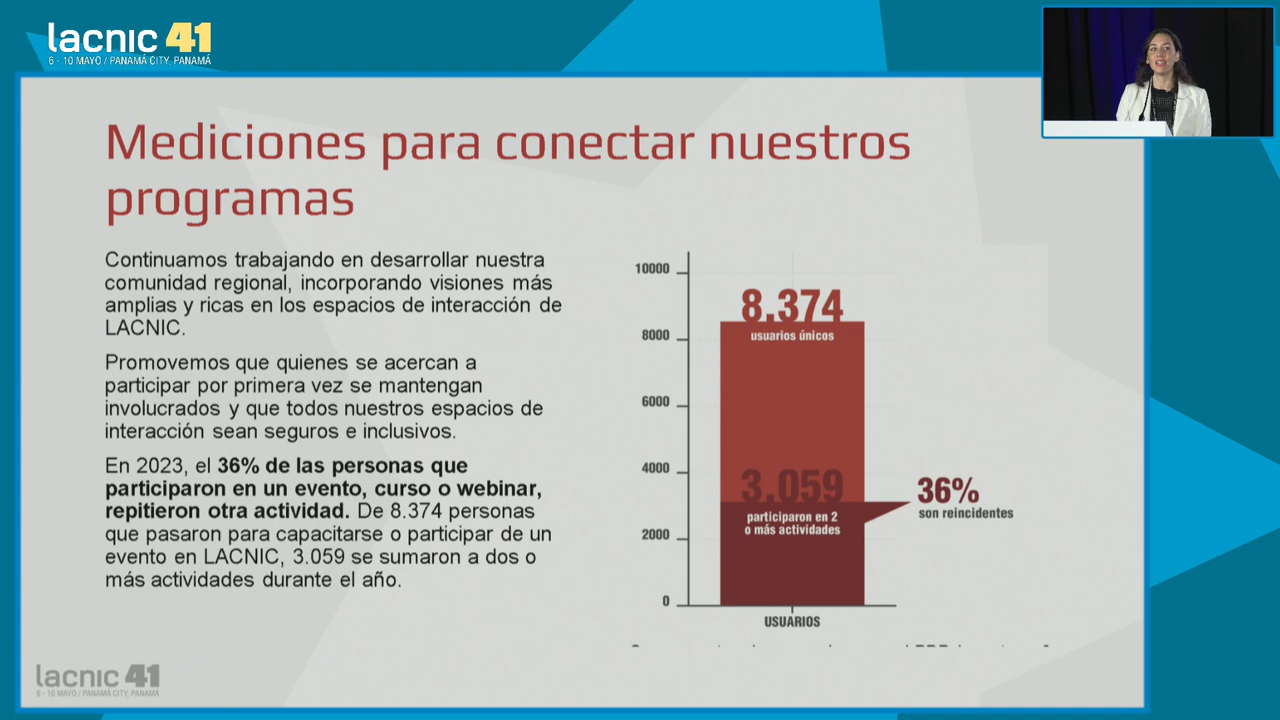 lacnic 41
6 - 10 MAYO / PANAMÁ CITY, PANAMÁ
Mediciones para conectar nuestros
programas
Continuamos trabajando en desarrollar nuestra
comunidad regional, incorporando visiones más
amplias y ricas en los espacios de interacción de
LACNIC.
Promovemos que quienes se acercan a
participar por primera vez se mantengan
involucrados y que todos nuestros espacios de
interacción sean seguros e inclusivos.
En 2023, el 36% de las personas que
participaron en un evento, curso o webinar,
repitieron otra actividad. De 8.374 personas
que pasaron para capacitarse o participar de un
evento en LACNIC, 3.059 se sumaron a dos o
más actividades durante el año.
10000
8.374
usuarios únicos
8000
6000
4000
3.059
participaron en 2
o más actividades
36%
son reincidentes
2000
0
USUARIOS
lacnic 41
6 - 10 MAYO / PANAMÁ CITY, PANAMÁ